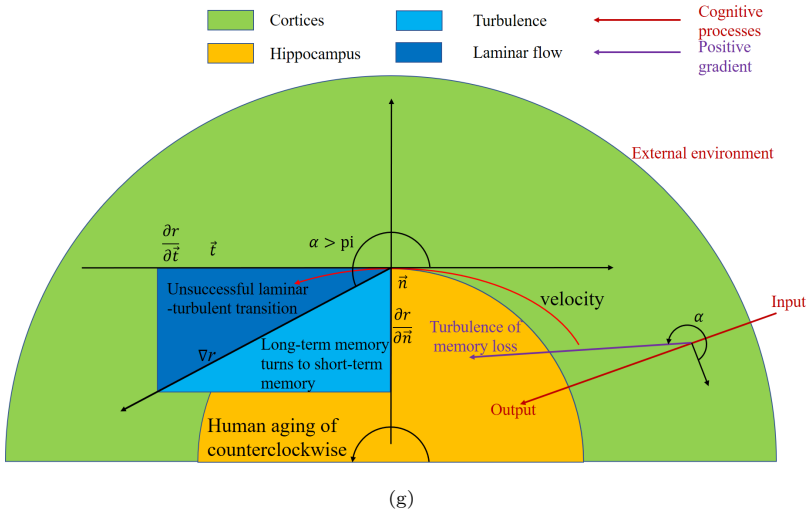 Cortices
Turbulence
Cognitive
processes
Hippocampus
Laminar flow
Positive
gradient
External environment
∂r
∂t⃗
t⃗
α > pi
n⃗
Unsuccessful laminar
-turbulent transition
velocity
Input
∂r
∂n⃗
Turbulence of
memory loss
α
∇r
Long-term memory
turns to short-term
memory
Output
Human aging of
counterclockwise
(g)